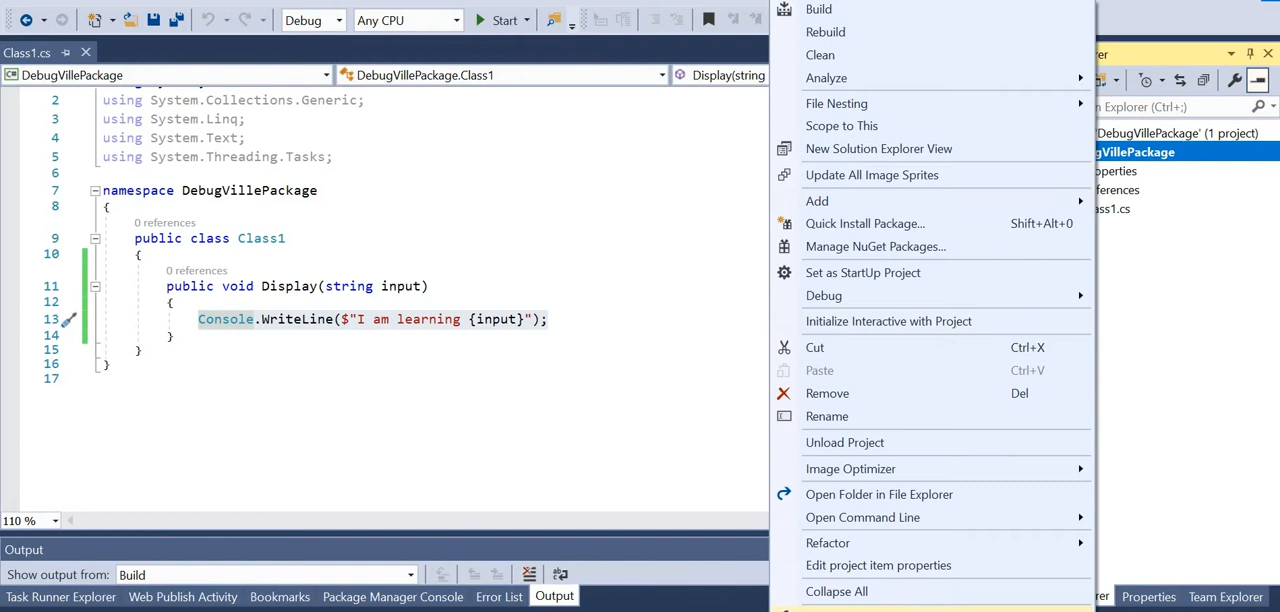 Debug
Any CPU
Start
Class1.cs
DebugVillePackage
DebugVillePackage.Class1
Display(string
2 using System.Collections.Generic;
3 using System.Linq;
4 using System.Text;
5 using System.Threading.Tasks;
6
7 namespace DebugVillePackage
8 {
0 references
9 public class Class1
10 {
0 references
11 public void Display(string input)
12 {
13 Console.WriteLine($"I am learning {input}");
14 }
15 }
16 }
17
110 %
Output
Show output from: Build
Task Runner Explorer Web Publish Activity Bookmarks Package Manager Console Error List Output
Build
Rebuild
Clean
Analyze
File Nesting
Scope to This
New Solution Explorer View
Update All Image Sprites
Add
Quick Install Package... Shift+Alt+0
Manage NuGet Packages...
Set as StartUp Project
Debug
Initialize Interactive with Project
Cut Ctrl+X
Paste Ctrl+V
Remove Del
Rename
Unload Project
Image Optimizer
Open Folder in File Explorer
Open Command Line
Refactor
Edit project item properties
Collapse All
rer
n Explorer (Ctrl+;)
'DebugVillePackage' (1 project)
gVillePackage
operties
ferences
ass1.cs
rer Properties Team Explorer